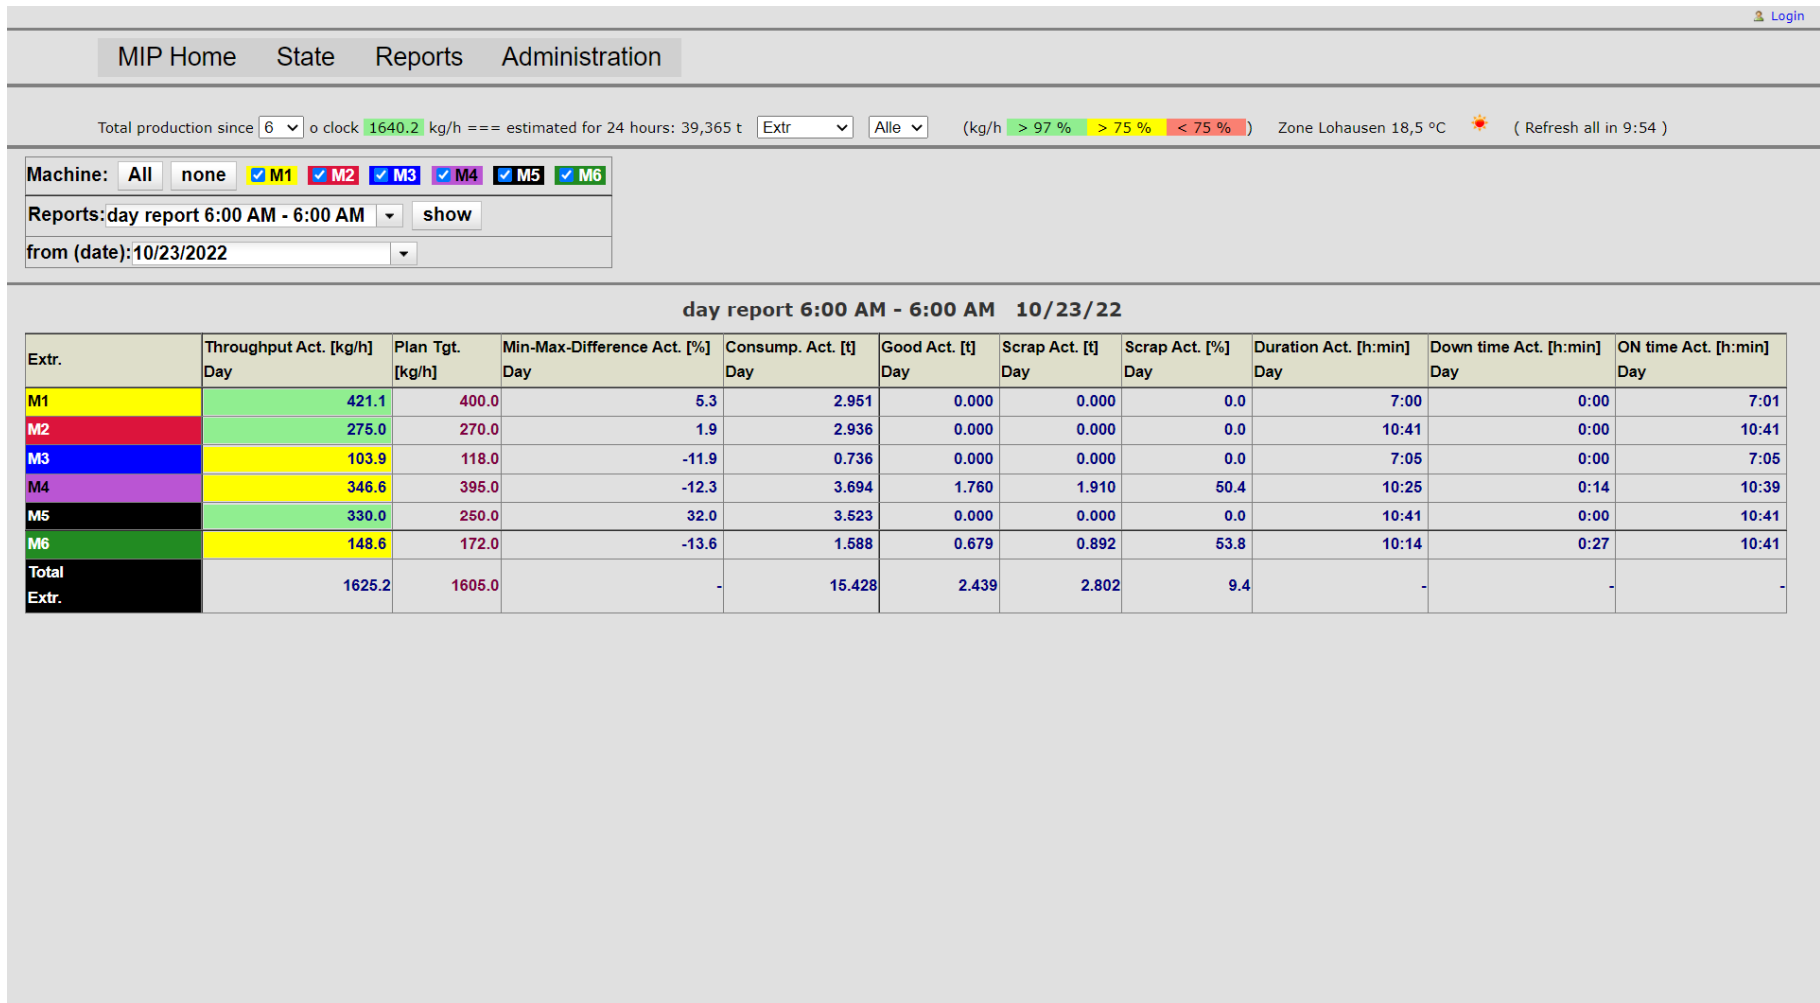 Login
MIP Home State Reports Administration
Total production since 6 o clock 1640.2 kg/h === estimated for 24 hours: 39,365 t Extr Alle (kg/h > 97 % > 75 % < 75 % ) Zone Lohausen 18,5 ºC ( Refresh all in 9:54 )
Machine: All none M1 M2 M3 M4 M5 M6
Reports: day report 6:00 AM - 6:00 AM show
from (date): 10/23/2022
day report 6:00 AM - 6:00 AM 10/23/22
Extr. Throughput Act. [kg/h] Plan Tgt. Min-Max-Difference Act. [%] Consump. Act. [t] Good Act. [t] Scrap Act. [t] Scrap Act. [%] Duration Act. [h:min] Down time Act. [h:min] ON time Act. [h:min]
Day [kg/h] Day Day Day Day Day Day Day Day
M1 421.1 400.0 5.3 2.951 0.000 0.000 0.0 7:00 0:00 7:01
M2 275.0 270.0 1.9 2.936 0.000 0.000 0.0 10:41 0:00 10:41
M3 103.9 118.0 -11.9 0.736 0.000 0.000 0.0 7:05 0:00 7:05
M4 346.6 395.0 -12.3 3.694 1.760 1.910 50.4 10:25 0:14 10:39
M5 330.0 250.0 32.0 3.523 0.000 0.000 0.0 10:41 0:00 10:41
M6 148.6 172.0 -13.6 1.588 0.679 0.892 53.8 10:14 0:27 10:41
Total
Extr. 1625.2 1605.0 - 15.428 2.439 2.802 9.4 - - -